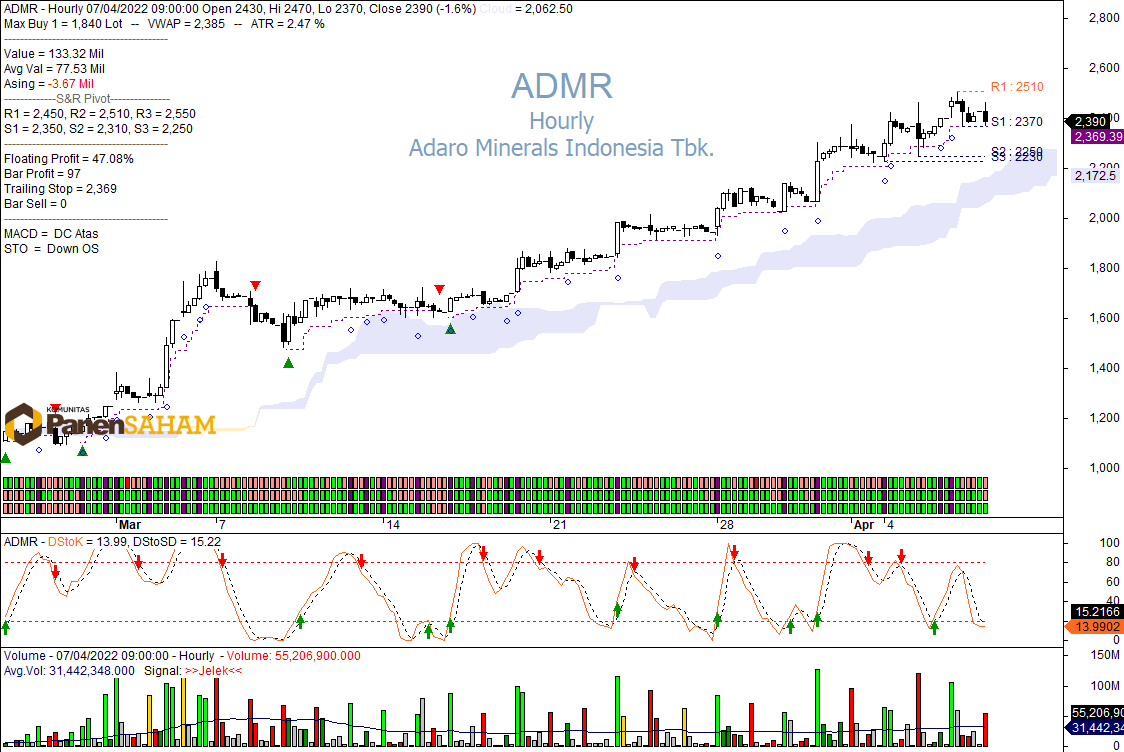 ADMR - Hourly 07/04/2022 09:00:00 Open 2430, Hi 2470, Lo 2370, Close 2390 (-1.6%) Cloud = 2,062.50
Max Buy 1 = 1,840 Lot -- VWAP = 2,385 -- ATR = 2.47 %
Value = 133.32 Mil
Avg Val = 77.53 Mil
Asing = -3.67 Mil
-------------S&R Pivot---------------
R1 = 2,450, R2 = 2,510, R3 = 2,550
S1 = 2,350, S2 = 2,310, S3 = 2,250
Floating Profit = 47.08%
Bar Profit = 97
Trailing Stop = 2,369
Bar Sell = 0
MACD = DC Atas
STO = Down OS
ADMR
Hourly
Adaro Minerals Indonesia Tbk.
R1 : 2510
S1 : 2370
S2 : 2250
S3 : 2230
2,800
2,600
2,390
2,369.39
2,200
2,172.5
2,000
1,800
1,600
1,400
1,200
1,000
KOMUNITAS
PanenSAHAM
Mar 7 14 21 28 Apr 4
ADMR - DStoK = 13.99, DStoSD = 15.22
100
80
60
40
15.2166
13.9902
0
Volume - 07/04/2022 09:00:00 - Hourly - Volume: 55,206,900.000
Avg.Vol: 31,442,348.000 Signal: >>Jelek<<
150M
100M
55,206,90
31,442,34
0